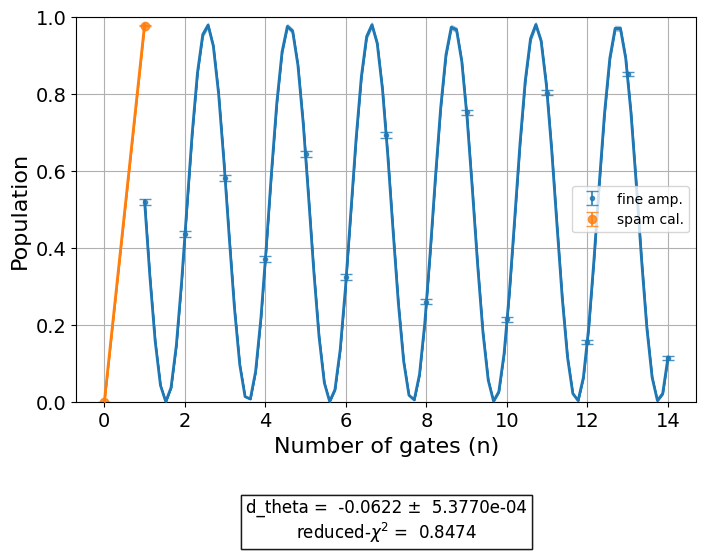 1.0
0.8
0.6
0.4
0.2
0.0
Population
fine amp.
spam cal.
0 2 4 6 8 10 12 14
Number of gates (n)
d_theta = -0.0622 ± 5.3770e-04
reduced-χ² = 0.8474